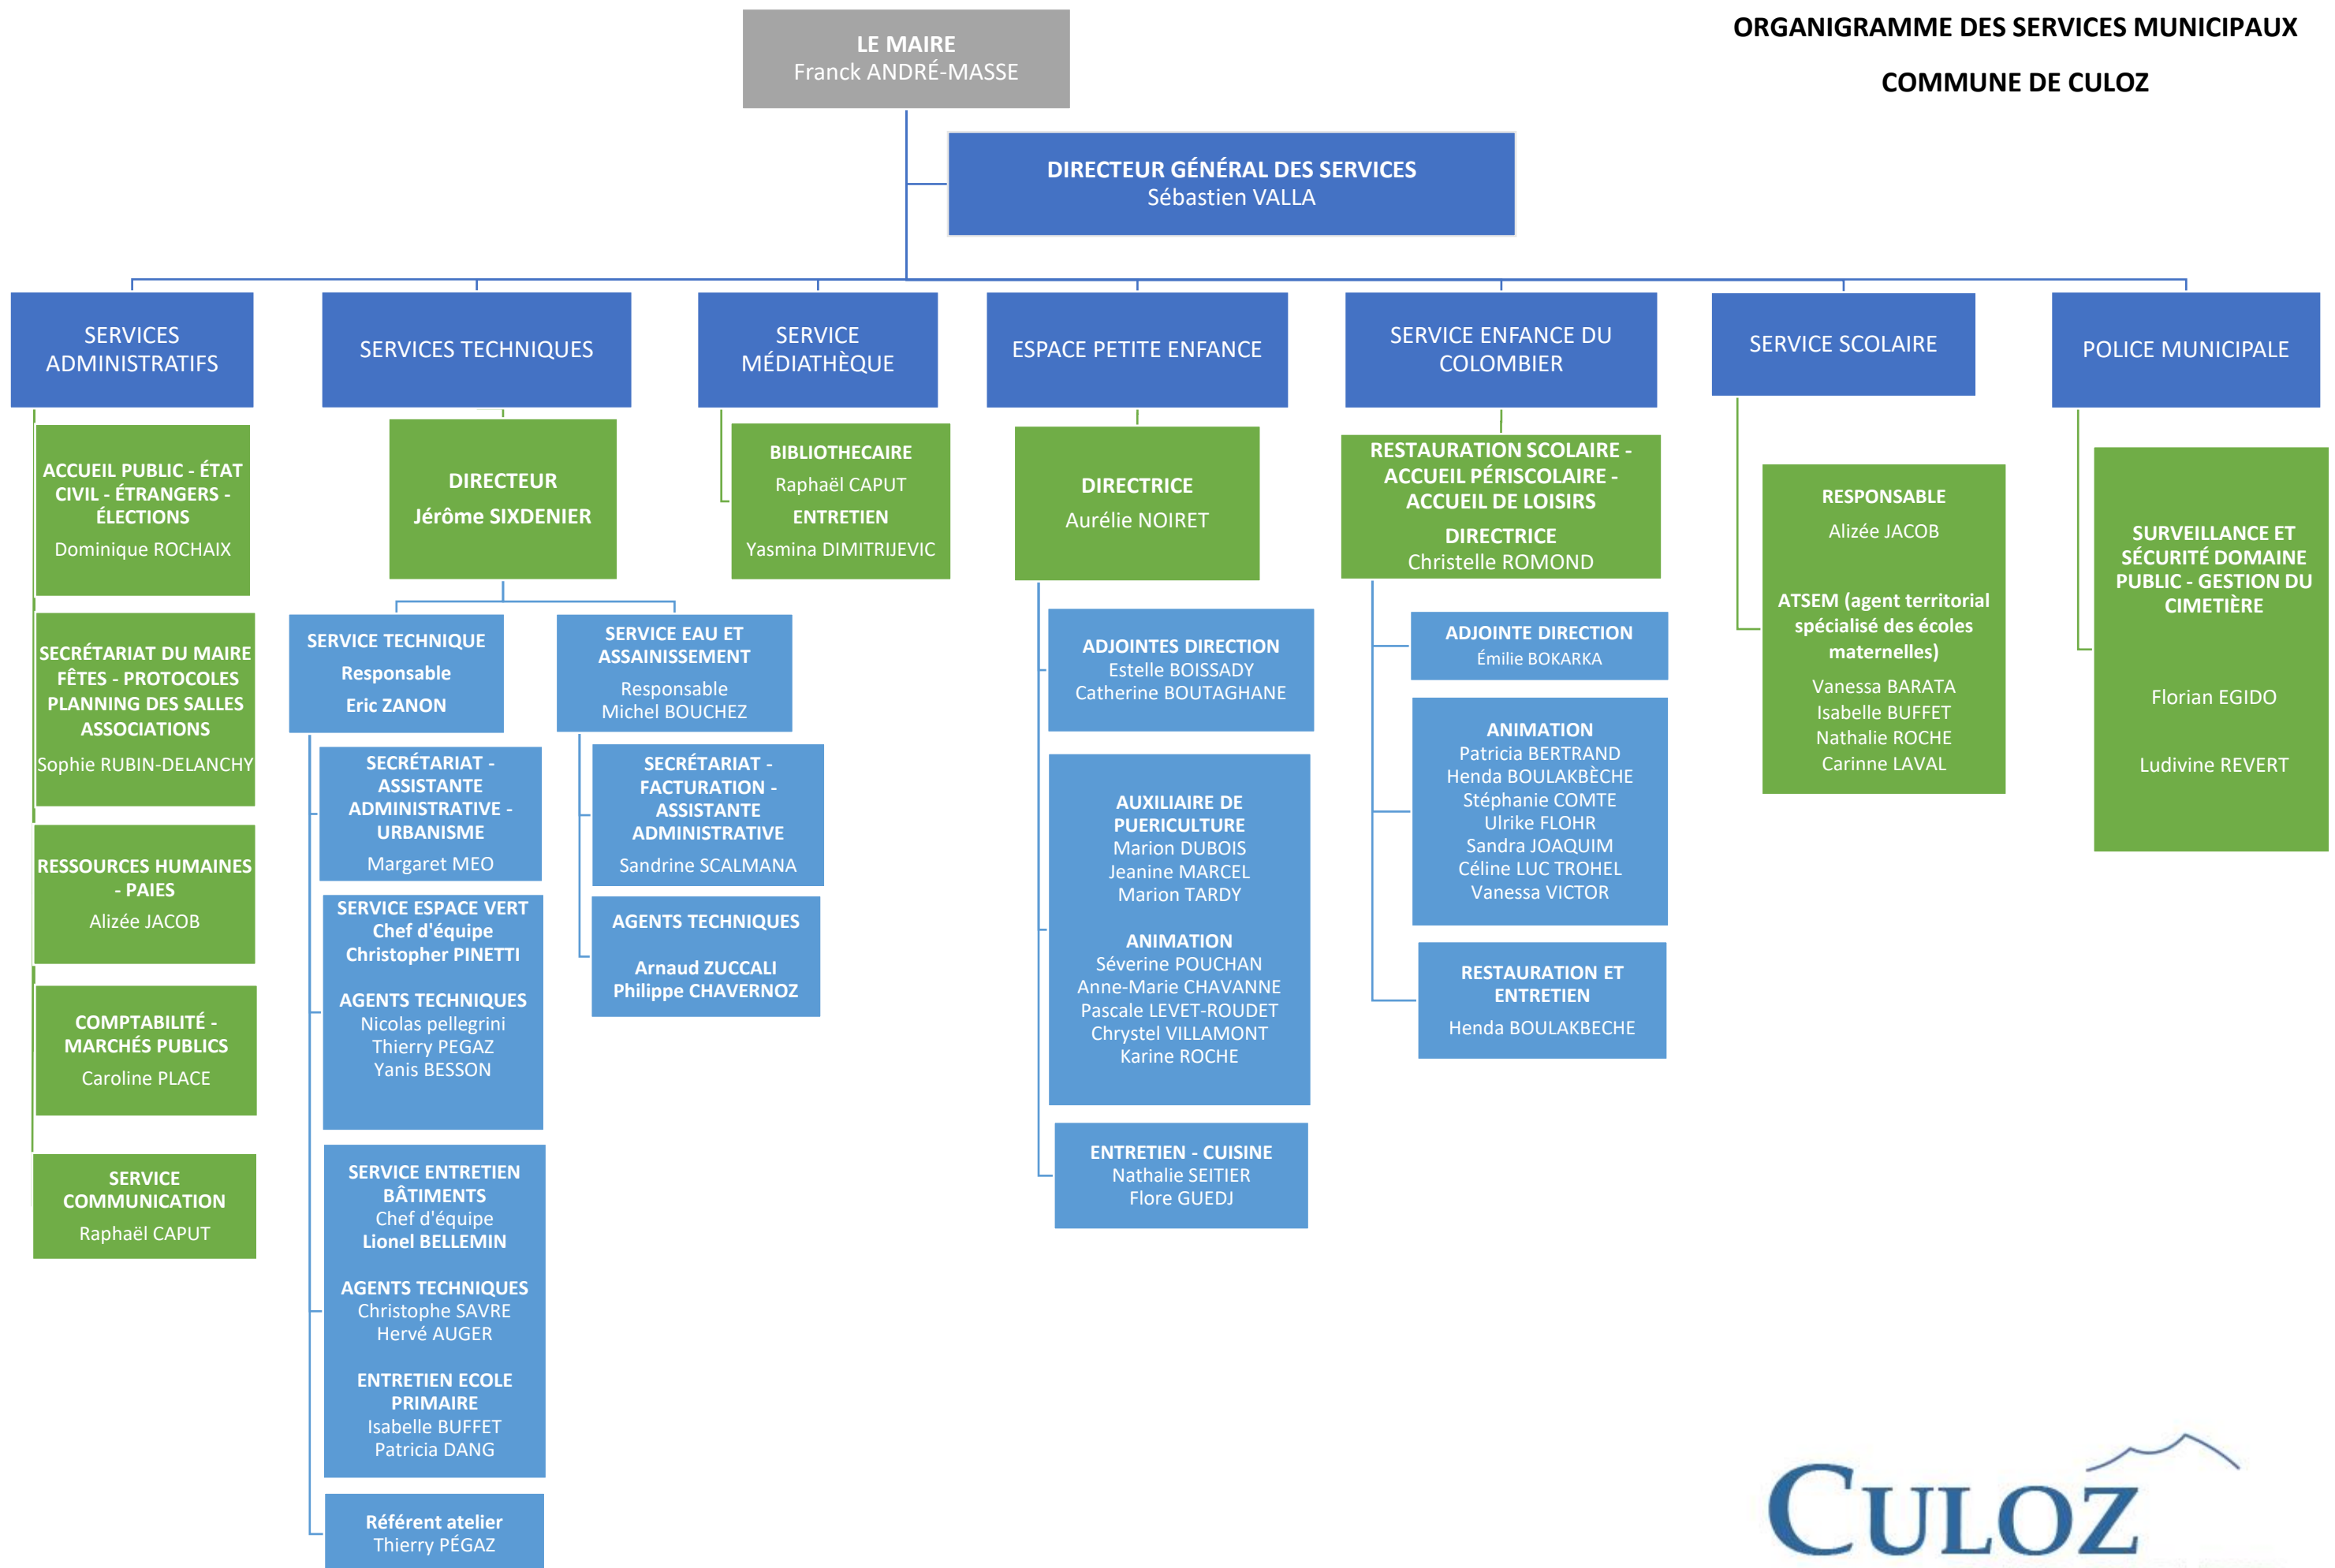 ORGANIGRAMME DES SERVICES MUNICIPAUX
COMMUNE DE CULOZ
LE MAIRE
Franck ANDRÉ-MASSE
DIRECTEUR GÉNÉRAL DES SERVICES
Sébastien VALLA
SERVICES
ADMINISTRATIFS
ACCUEIL PUBLIC - ÉTAT
CIVIL - ÉTRANGERS -
ÉLECTIONS
Dominique ROCHAIX
SECRÉTARIAT DU MAIRE
FÊTES - PROTOCOLES
PLANNING DES SALLES
ASSOCIATIONS
Sophie RUBIN-DELANCHY
RESSOURCES HUMAINES
- PAIES
Alizée JACOB
COMPTABILITÉ -
MARCHÉS PUBLICS
Caroline PLACE
SERVICE
COMMUNICATION
Raphaël CAPUT
SERVICES TECHNIQUES
DIRECTEUR
Jérôme SIXDENIER
SERVICE TECHNIQUE
Responsable
Eric ZANON
SECRÉTARIAT -
ASSISTANTE
ADMINISTRATIVE -
URBANISME
Margaret MEO
SERVICE ESPACE VERT
Chef d'équipe
Christopher PINETTI
AGENTS TECHNIQUES
Nicolas pellegrini
Thierry PEGAZ
Yanis BESSON
SERVICE ENTRETIEN
BÂTIMENTS
Chef d'équipe
Lionel BELLEMIN
AGENTS TECHNIQUES
Christophe SAVRE
Hervé AUGER
ENTRETIEN ECOLE
PRIMAIRE
Isabelle BUFFET
Patricia DANG
Référent atelier
Thierry PÉGAZ
SERVICE EAU ET
ASSAINISSEMENT
Responsable
Michel BOUCHEZ
SECRÉTARIAT -
FACTURATION -
ASSISTANTE
ADMINISTRATIVE
Sandrine SCALMANA
AGENTS TECHNIQUES
Arnaud ZUCCALI
Philippe CHAVERNOZ
SERVICE
MÉDIATHÈQUE
BIBLIOTHECAIRE
Raphaël CAPUT
ENTRETIEN
Yasmina DIMITRIJEVIC
ESPACE PETITE ENFANCE
DIRECTRICE
Aurélie NOIRET
ADJOINTES DIRECTION
Estelle BOISSADY
Catherine BOUTAGHANE
AUXILIAIRE DE
PUERICULTURE
Marion DUBOIS
Jeanine MARCEL
Marion TARDY
ANIMATION
Séverine POUCHAN
Anne-Marie CHAVANNE
Pascale LEVET-ROUDET
Chrystel VILLAMONT
Karine ROCHE
ENTRETIEN - CUISINE
Nathalie SEITIER
Flore GUEDJ
SERVICE ENFANCE DU
COLOMBIER
RESTAURATION SCOLAIRE -
ACCUEIL PÉRISCOLAIRE -
ACCUEIL DE LOISIRS
DIRECTRICE
Christelle ROMOND
ADJOINTE DIRECTION
Émilie BOKARKA
ANIMATION
Patricia BERTRAND
Henda BOULAKBÈCHE
Stéphanie COMTE
Ulrike FLOHR
Sandra JOAQUIM
Céline LUC TROHEL
Vanessa VICTOR
RESTAURATION ET
ENTRETIEN
Henda BOULAKBECHE
SERVICE SCOLAIRE
RESPONSABLE
Alizée JACOB
ATSEM (agent territorial
spécialisé des écoles
maternelles)
Vanessa BARATA
Isabelle BUFFET
Nathalie ROCHE
Carinne LAVAL
POLICE MUNICIPALE
SURVEILLANCE ET
SÉCURITÉ DOMAINE
PUBLIC - GESTION DU
CIMETIÈRE
Florian EGIDO
Ludivine REVERT
CULOZ